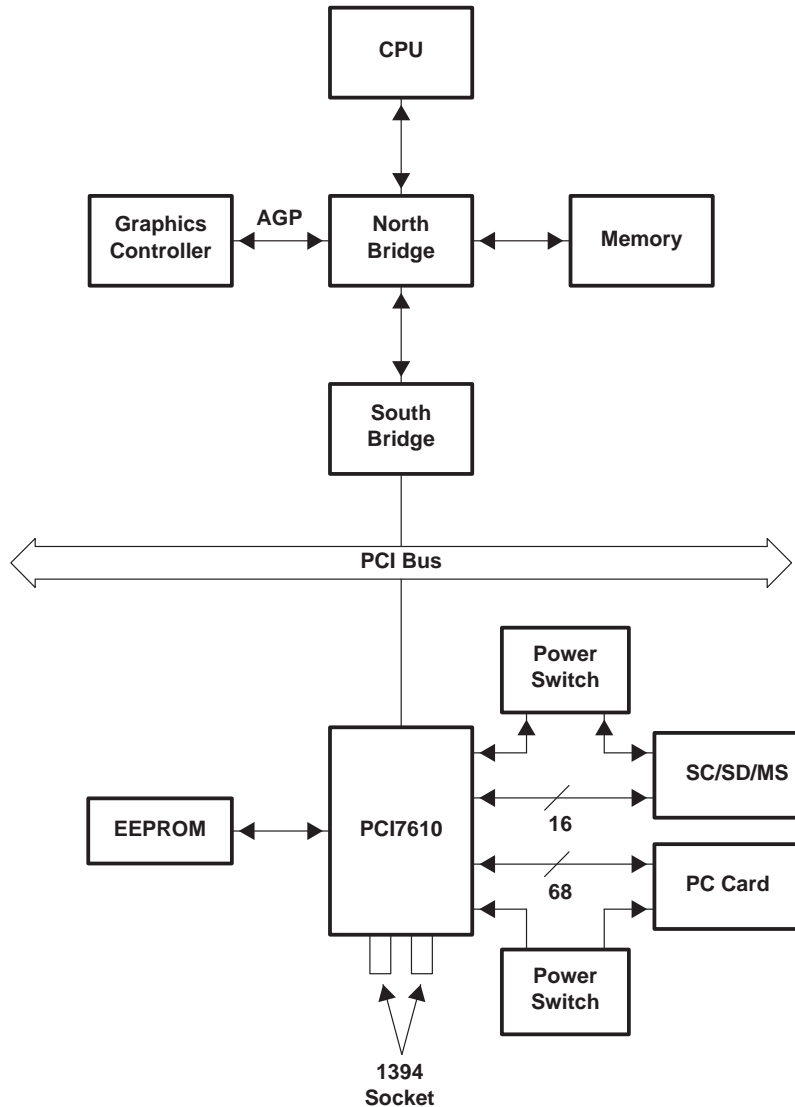 CPU
Graphics
Controller
AGP
North
Bridge
Memory
South
Bridge
PCI Bus
Power
Switch
SC/SD/MS
EEPROM
PCI7610
16
68
PC Card
Power
Switch
1394
Socket